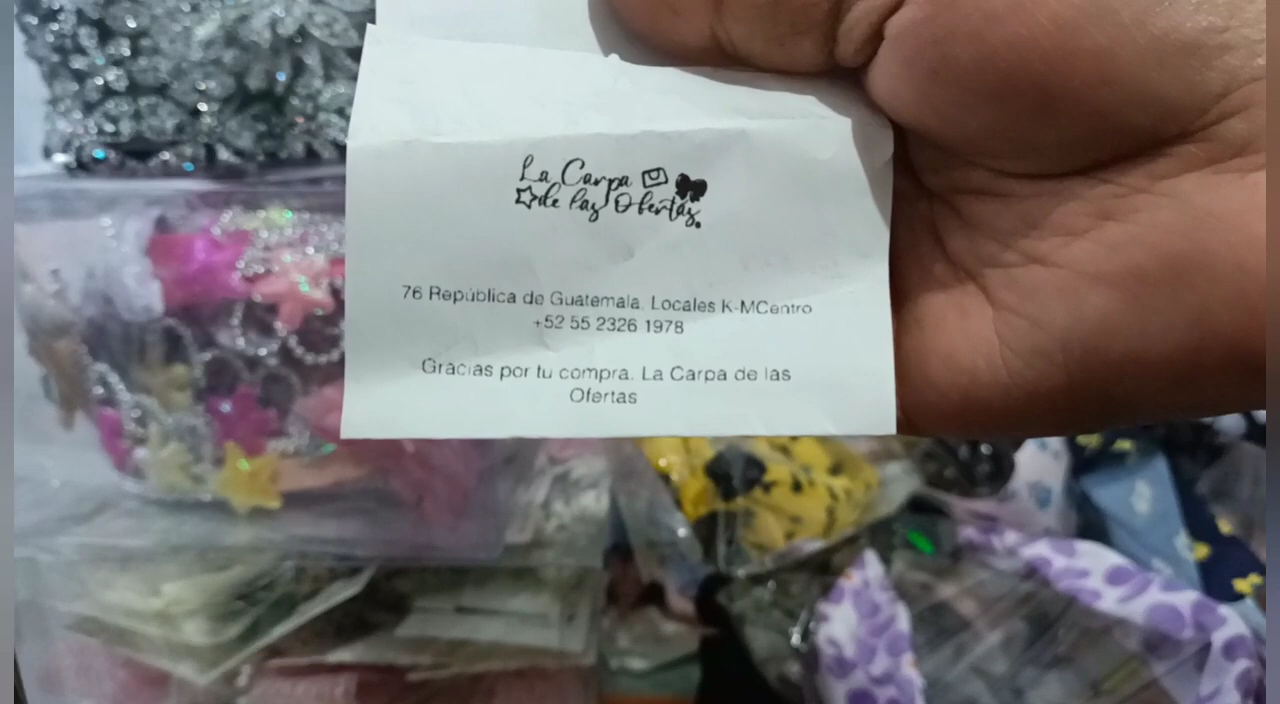 La Carpa
de las Ofertas.
76 República de Guatemala. Locales K-MCentro
+52 55 2326 1978
Gracias por tu compra. La Carpa de las
Ofertas